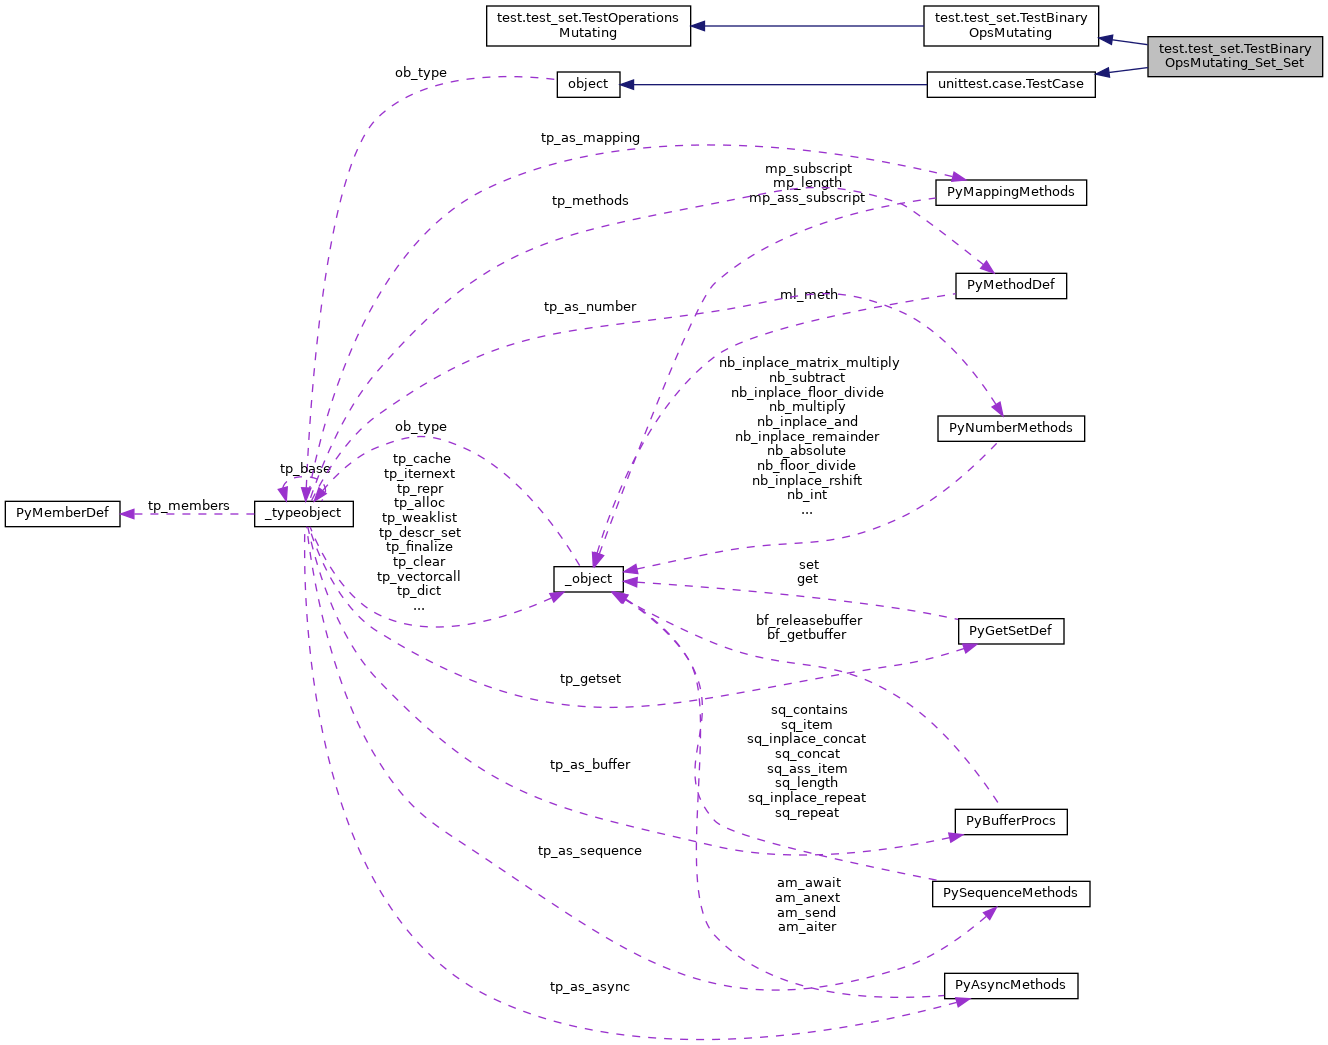 test.test_set.TestOperations
Mutating
test.test_set.TestBinary
OpsMutating
test.test_set.TestBinary
OpsMutating_Set_Set
ob_type
object
unittest.case.TestCase
tp_as_mapping
mp_subscript
mp_length
mp_ass_subscript
PyMappingMethods
tp_methods
PyMethodDef
ml_meth
tp_as_number
nb_inplace_matrix_multiply
nb_subtract
nb_inplace_floor_divide
nb_multiply
nb_inplace_and
nb_inplace_remainder
nb_absolute
nb_floor_divide
nb_inplace_rshift
nb_int
...
PyNumberMethods
ob_type
tp_base
tp_cache
tp_iternext
tp_repr
tp_alloc
tp_weaklist
tp_descr_set
tp_finalize
tp_clear
tp_vectorcall
tp_dict
...
PyMemberDef
tp_members
_typeobject
_object
set
get
PyGetSetDef
bf_releasebuffer
bf_getbuffer
tp_getset
sq_contains
sq_item
sq_inplace_concat
sq_concat
sq_ass_item
sq_length
sq_inplace_repeat
sq_repeat
tp_as_buffer
PyBufferProcs
tp_as_sequence
PySequenceMethods
am_await
am_anext
am_send
am_aiter
tp_as_async
PyAsyncMethods